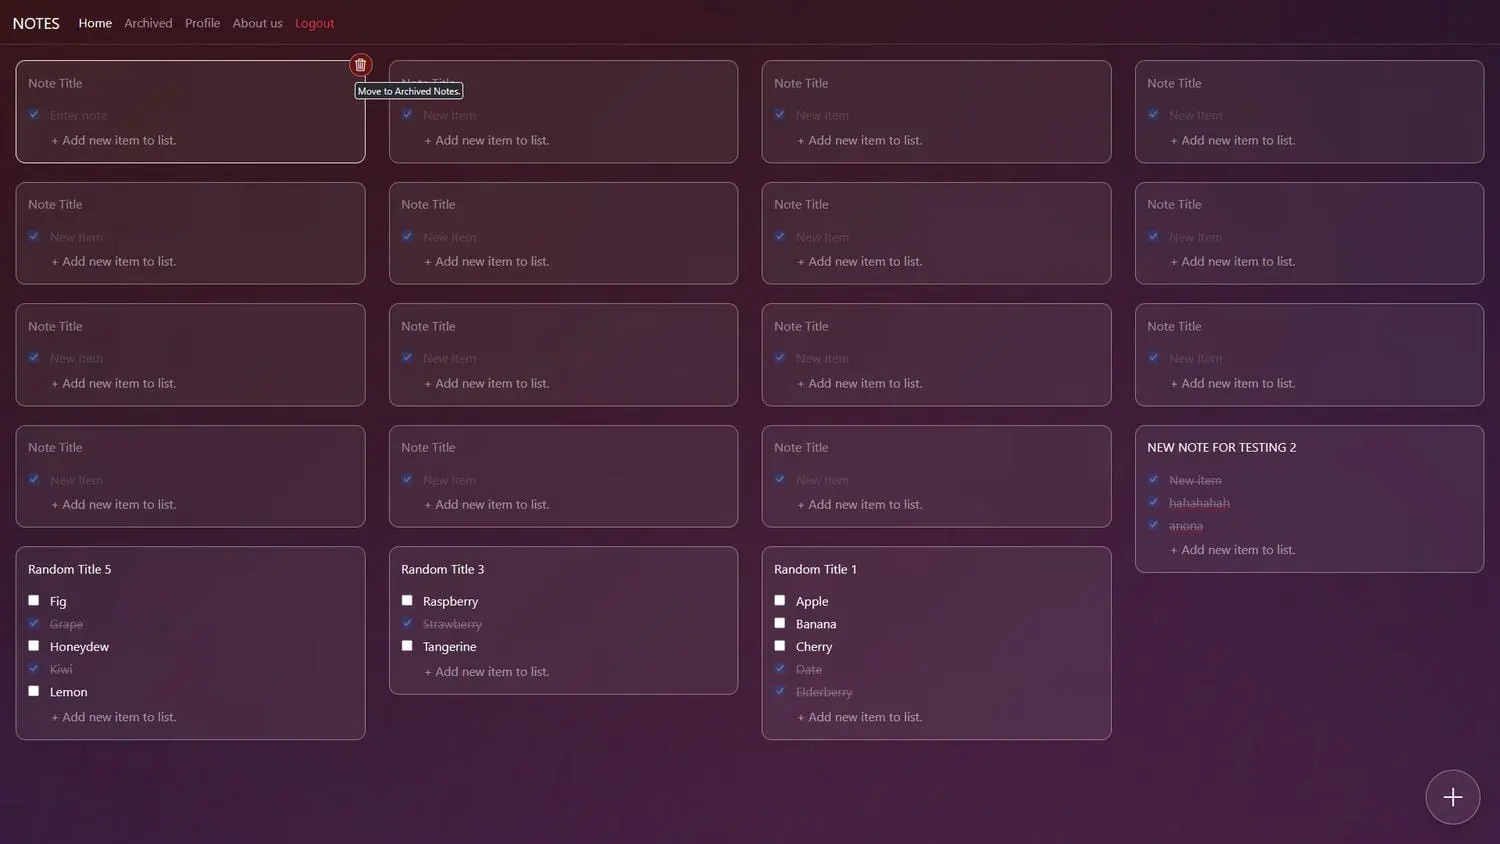 NOTES Home Archived Profile About us Logout
Note Title
Enter note
+ Add new item to list.
Move to Archived Notes.
Note Title
New Item
+ Add new item to list.
Note Title
New Item
+ Add new item to list.
Note Title
New Item
+ Add new item to list.
Note Title
New Item
+ Add new item to list.
Note Title
New Item
+ Add new item to list.
Note Title
New Item
+ Add new item to list.
Note Title
New Item
+ Add new item to list.
Note Title
New Item
+ Add new item to list.
Note Title
New Item
+ Add new item to list.
Note Title
New Item
+ Add new item to list.
Note Title
New Item
+ Add new item to list.
Note Title
New Item
+ Add new item to list.
Note Title
New Item
+ Add new item to list.
Note Title
New Item
+ Add new item to list.
NEW NOTE FOR TESTING 2
New item
hahahahah
anona
+ Add new item to list.
Random Title 5
Fig
Grape
Honeydew
Kiwi
Lemon
+ Add new item to list.
Random Title 3
Raspberry
Strawberry
Tangerine
+ Add new item to list.
Random Title 1
Apple
Banana
Cherry
Date
Elderberry
+ Add new item to list.